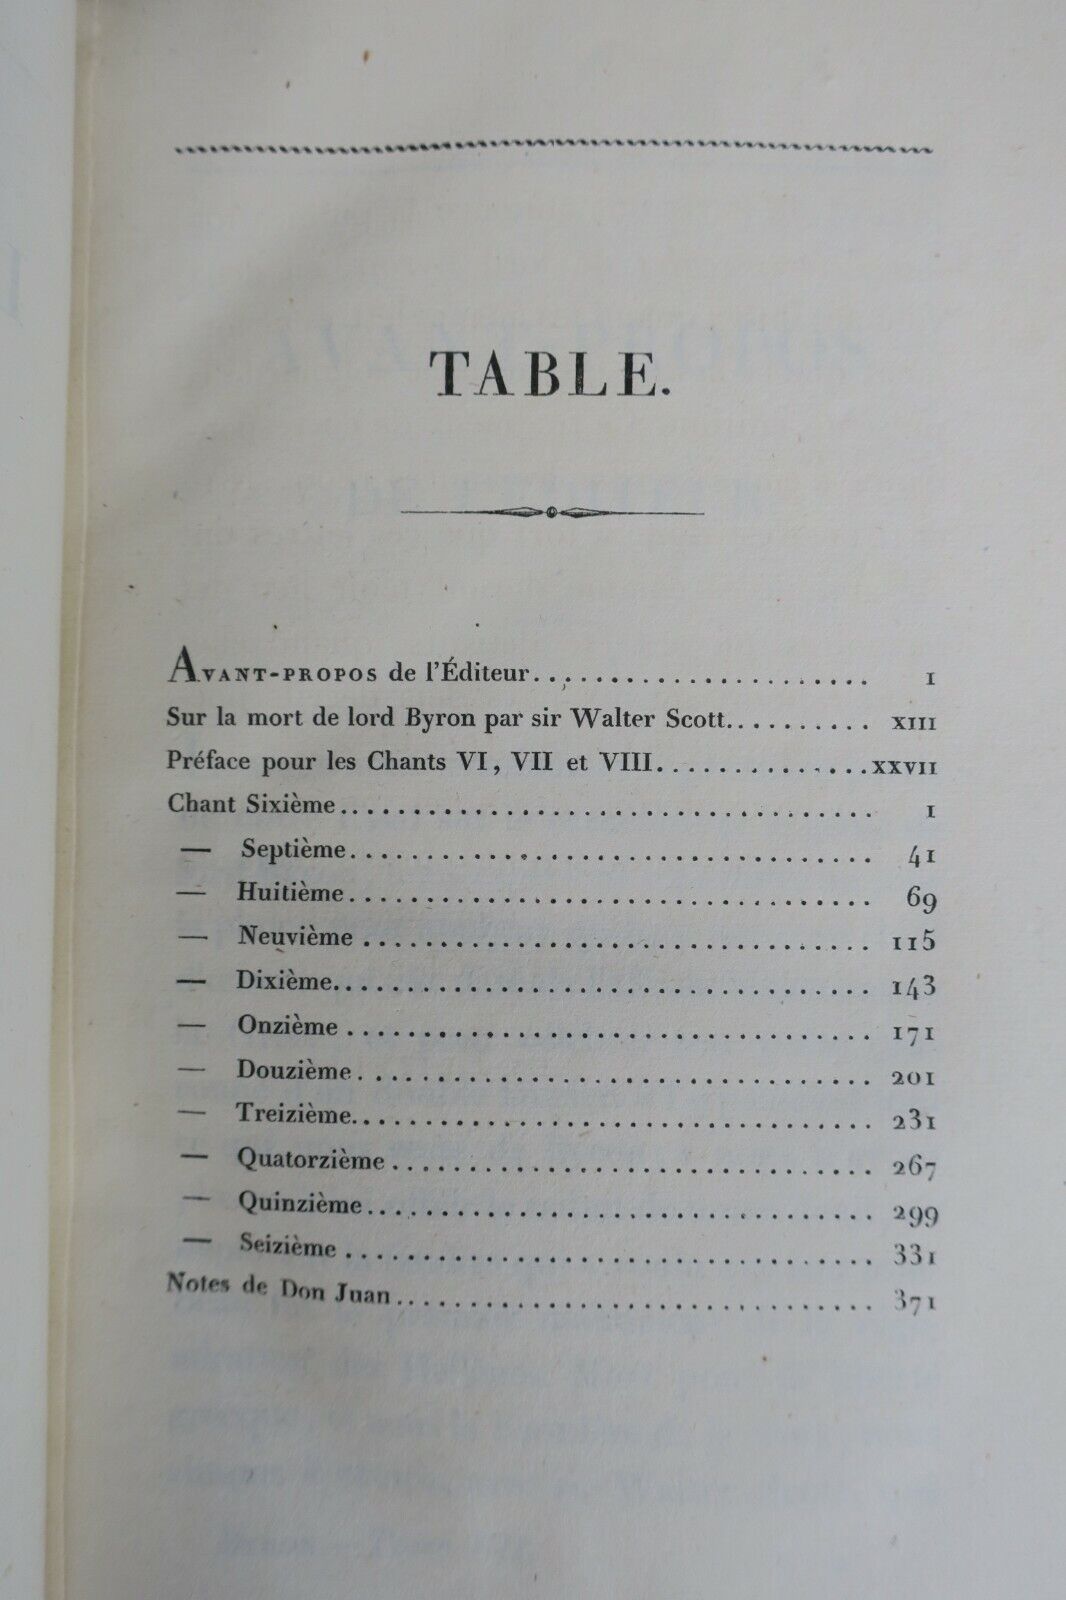 TABLE.
AVANT-PROPOS de l'Éditeur....................... I
Sur la mort de lord Byron par sir Walter Scott.......... XIII
Préface pour les Chants VI, VII et VIII............... XXVII
Chant Sixième.............................. I
— Septième.............................. 41
— Huitième.............................. 69
— Neuvième............................. 115
— Dixième.............................. 143
— Onzième.............................. 171
— Douzième............................. 201
— Treizième............................. 231
— Quatorzième........................... 267
— Quinzième............................ 299
— Seizième.............................. 331
Notes de Don Juan........................... 371